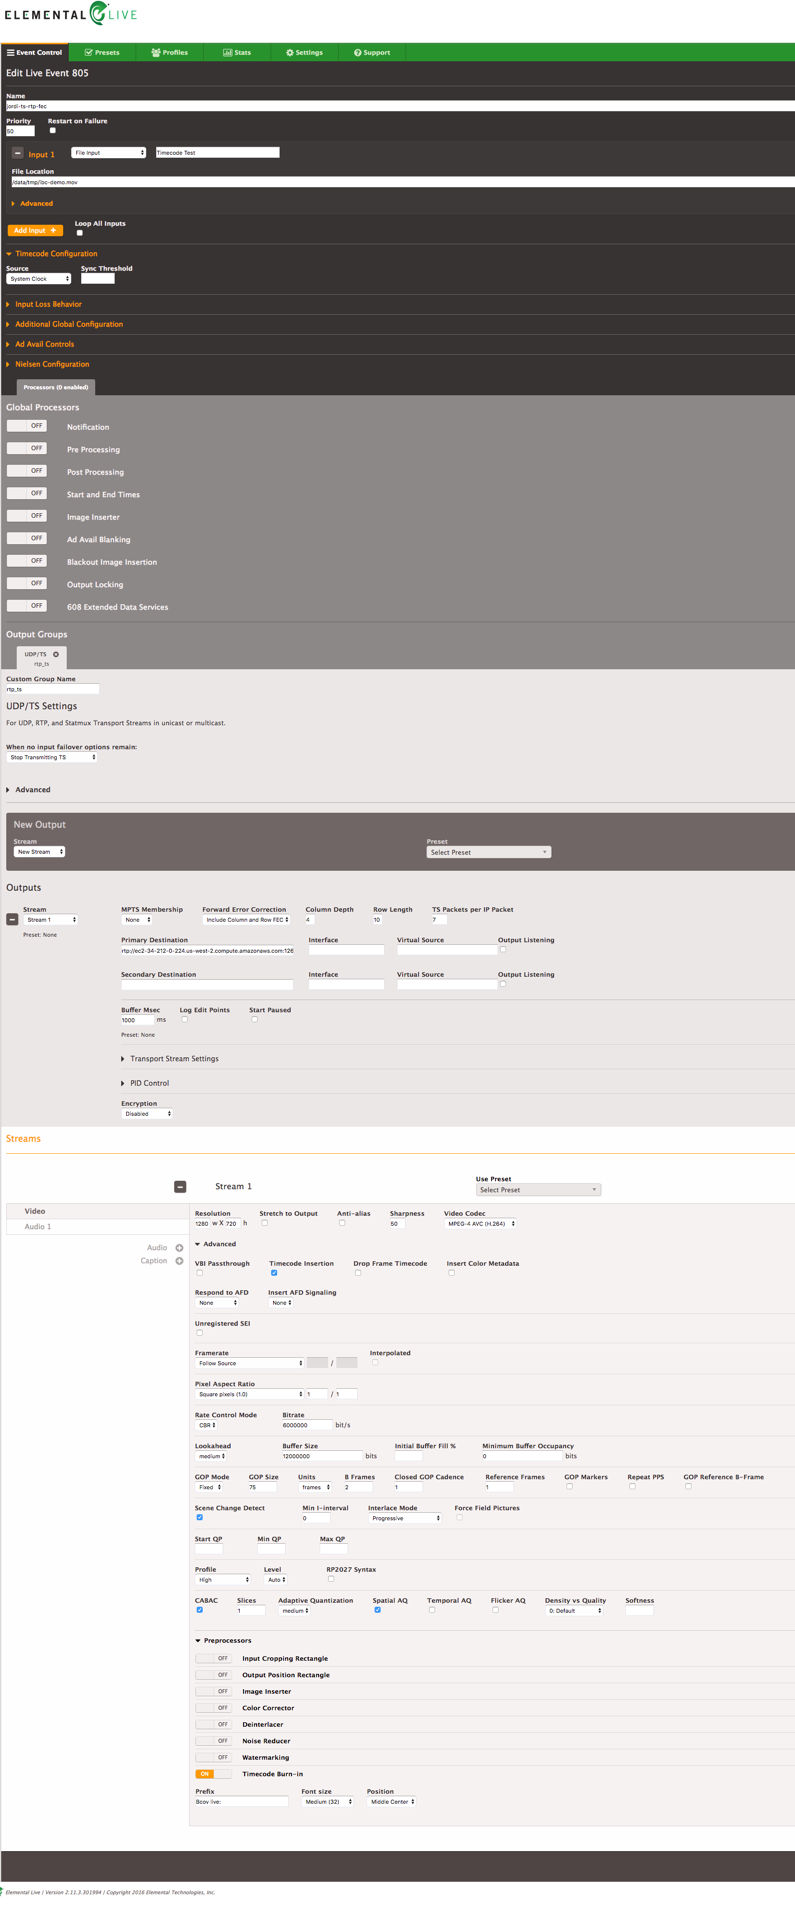 ELEMENTAL LIVE
Event Control Presets Profiles Stats Settings Support
Edit Live Event 805
Name
jordi-ts-rtp-fec
Priority Restart on Failure
50
Input 1 File Input Timecode Test
File Location
/data/tmp/ibc-demo.mov
Advanced
Add Input + Loop All Inputs
Timecode Configuration
Source Sync Threshold
System Clock
Input Loss Behavior
Additional Global Configuration
Ad Avail Controls
Nielsen Configuration
Processors (0 enabled)
Global Processors
OFF Notification
OFF Pre Processing
OFF Post Processing
OFF Start and End Times
OFF Image Inserter
OFF Ad Avail Blanking
OFF Blackout Image Insertion
OFF Output Locking
OFF 608 Extended Data Services
Output Groups
UDP/TS
rtp_ts
Custom Group Name
rtp_ts
UDP/TS Settings
For UDP, RTP, and Statmux Transport Streams in unicast or multicast.
When no input failover options remain:
Stop Transmitting TS
Advanced
New Output
Stream Preset
New Stream Select Preset
Outputs
Stream MPTS Membership Forward Error Correction Column Depth Row Length TS Packets per IP Packet
Stream 1 None Include Column and Row FEC 4 10 7
Preset: None
Primary Destination Interface Virtual Source Output Listening
rtp://ec2-34-212-0-224.us-west-2.compute.amazonaws.com:126
Secondary Destination Interface Virtual Source Output Listening
Buffer Msec Log Edit Points Start Paused
1000 ms
Preset: None
Transport Stream Settings
PID Control
Encryption
Disabled
Streams
Stream 1 Use Preset
Select Preset
Video
Audio 1
Audio
Caption
Resolution Stretch to Output Anti-alias Sharpness Video Codec
1280 w X 720 h 50 MPEG-4 AVC (H.264)
Advanced
VBI Passthrough Timecode Insertion Drop Frame Timecode Insert Color Metadata
Respond to AFD Insert AFD Signaling
None None
Unregistered SEI
Framerate Interpolated
Follow Source /
Pixel Aspect Ratio
Square pixels (1.0) 1 / 1
Rate Control Mode Bitrate
CBR 6000000 bit/s
Lookahead Buffer Size Initial Buffer Fill % Minimum Buffer Occupancy
medium 12000000 bits 0 bits
GOP Mode GOP Size Units B Frames Closed GOP Cadence Reference Frames GOP Markers Repeat PPS GOP Reference B-Frame
Fixed 75 frames 2 1 1
Scene Change Detect Min I-interval Interlace Mode Force Field Pictures
0 Progressive
Start QP Min QP Max QP
Profile Level RP2027 Syntax
High Auto
CABAC Slices Adaptive Quantization Spatial AQ Temporal AQ Flicker AQ Density vs Quality Softness
1 medium 0: Default
Preprocessors
OFF Input Cropping Rectangle
OFF Output Position Rectangle
OFF Image Inserter
OFF Color Corrector
OFF Deinterlacer
OFF Noise Reducer
OFF Watermarking
ON Timecode Burn-in
Prefix Font size Position
Bcov live: Medium (32) Middle Center
Elemental Live | Version 2.11.3.301994 | Copyright 2016 Elemental Technologies, Inc.